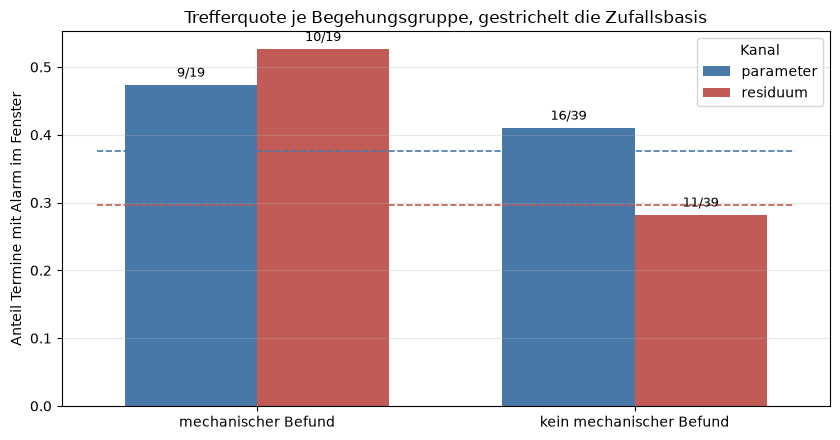 Trefferquote je Begehungsgruppe, gestrichelt die Zufallsbasis
Anteil Termine mit Alarm im Fenster
0.5
0.4
0.3
0.2
0.1
0.0
9/19
10/19
16/39
11/39
Kanal
parameter
residuum
mechanischer Befund
kein mechanischer Befund